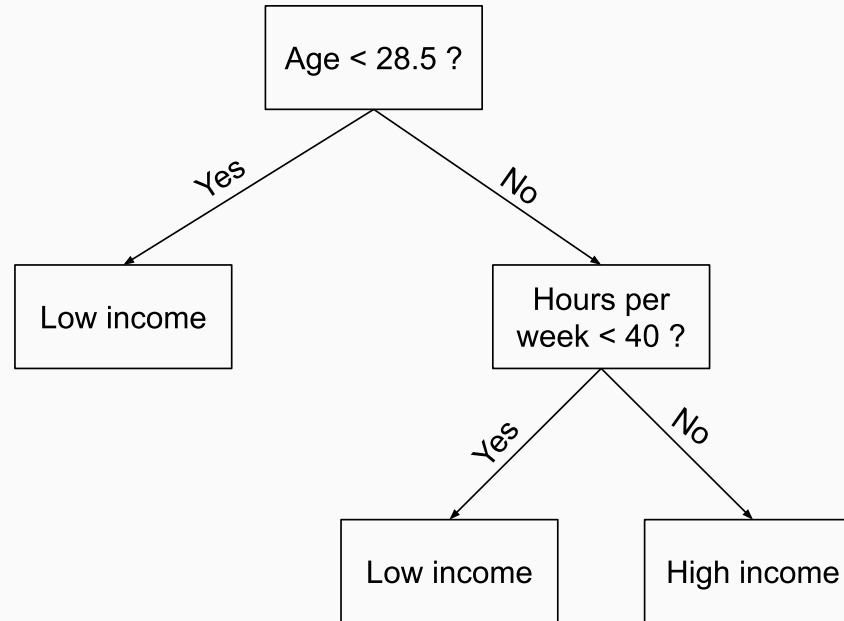 Age < 28.5 ?
Yes
No
Low income
Hours per
week < 40 ?
Yes
No
Low income
High income